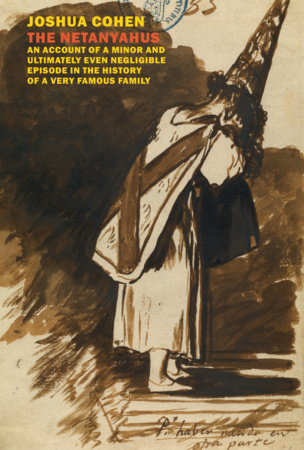 JOSHUA COHEN
THE NETANYAHUS
AN ACCOUNT OF A MINOR AND
ULTIMATELY EVEN NEGLIGIBLE
EPISODE IN THE HISTORY
OF A VERY FAMOUS FAMILY
Pr haber nacido en
otra parte